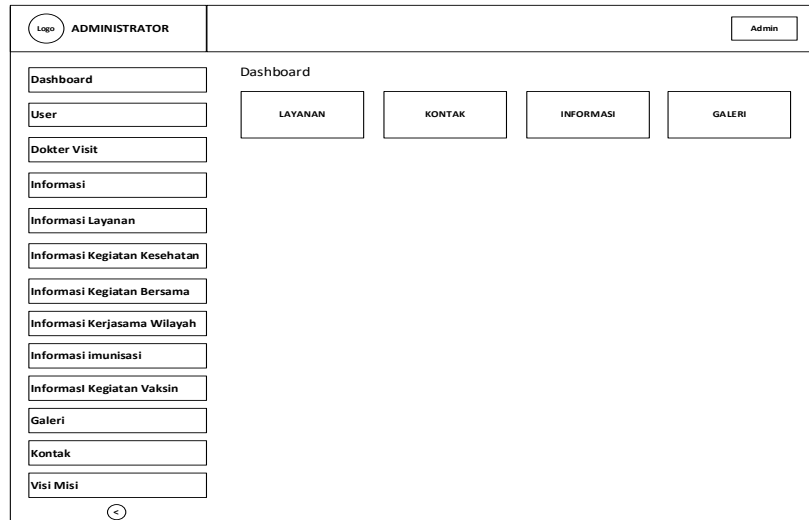 Logo
ADMINISTRATOR
Admin
Dashboard
User
Dokter Visit
Informasi
Informasi Layanan
Informasi Kegiatan Kesehatan
Informasi Kegiatan Bersama
Informasi Kerjasama Wilayah
Informasi imunisasi
InformasI Kegiatan Vaksin
Galeri
Kontak
Visi Misi
<
Dashboard
LAYANAN
KONTAK
INFORMASI
GALERI